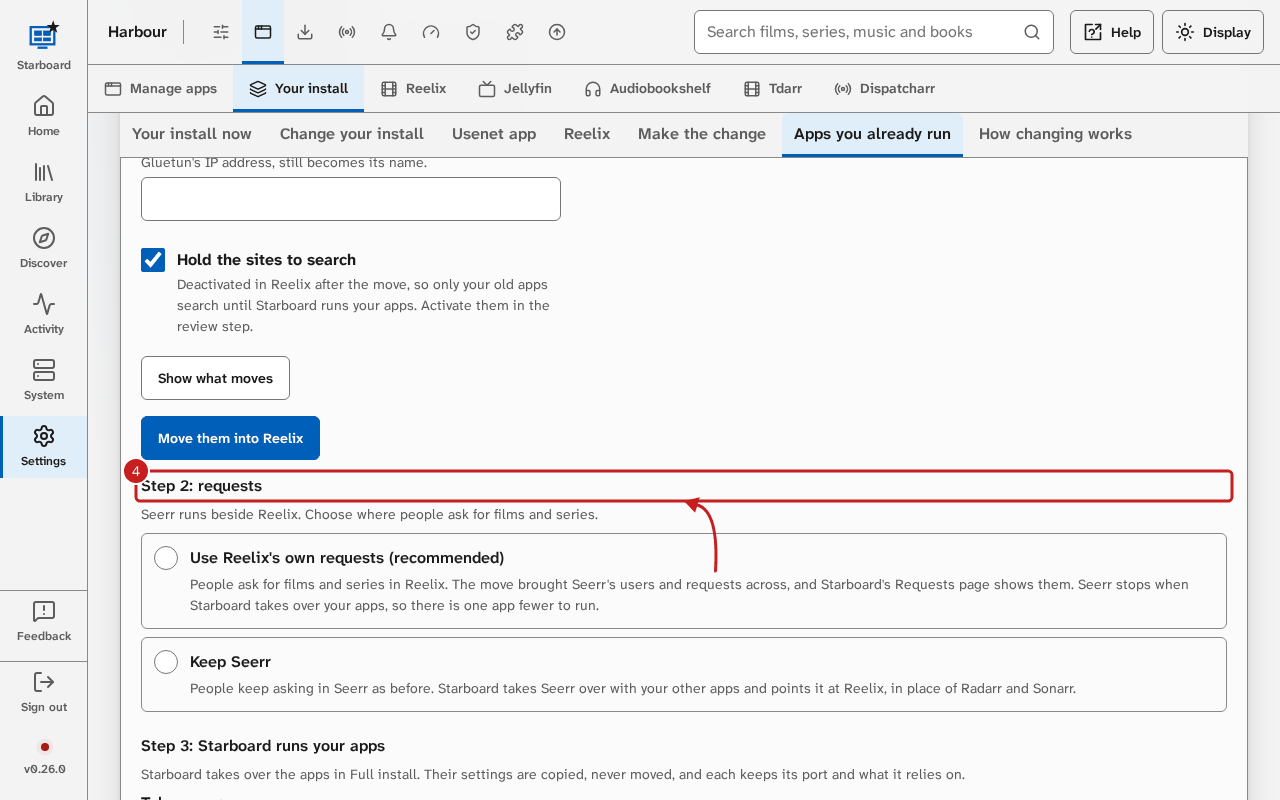 Starboard
Home
Library
Discover
Activity
System
Settings
Feedback
Sign out
v0.26.0
Harbour
Search films, series, music and books
Help
Display
Manage apps
Your install
Reelix
Jellyfin
Audiobookshelf
Tdarr
Dispatcharr
Your install now
Change your install
Usenet app
Reelix
Make the change
Apps you already run
How changing works
Gluetun's IP address, still becomes its name.
Hold the sites to search
Deactivated in Reelix after the move, so only your old apps
search until Starboard runs your apps. Activate them in the
review step.
Show what moves
Move them into Reelix
4
Step 2: requests
Seerr runs beside Reelix. Choose where people ask for films and series.
Use Reelix's own requests (recommended)
People ask for films and series in Reelix. The move brought Seerr's users and requests across, and Starboard's Requests page shows them. Seerr stops when
Starboard takes over your apps, so there is one app fewer to run.
Keep Seerr
People keep asking in Seerr as before. Starboard takes Seerr over with your other apps and points it at Reelix, in place of Radarr and Sonarr.
Step 3: Starboard runs your apps
Starboard takes over the apps in Full install. Their settings are copied, never moved, and each keeps its port and what it relies on.